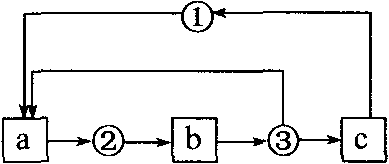 ①
a ② b ③ c